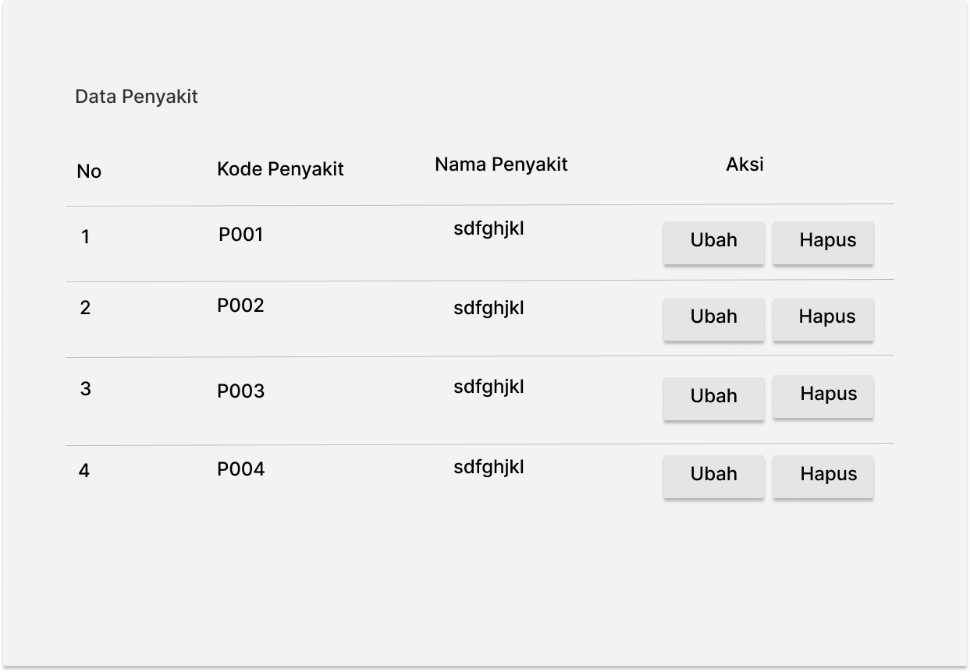 Data Penyakit
No Kode Penyakit Nama Penyakit Aksi
1 P001 sdfghjkl Ubah Hapus
2 P002 sdfghjkl Ubah Hapus
3 P003 sdfghjkl Ubah Hapus
4 P004 sdfghjkl Ubah Hapus